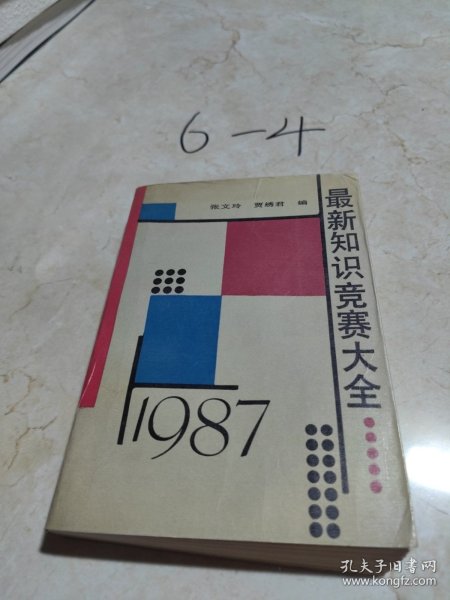 6-4
张文玲 贾绣君 编
最新知识竞赛大全
1987
孔夫子旧书网
www.kongfz.com